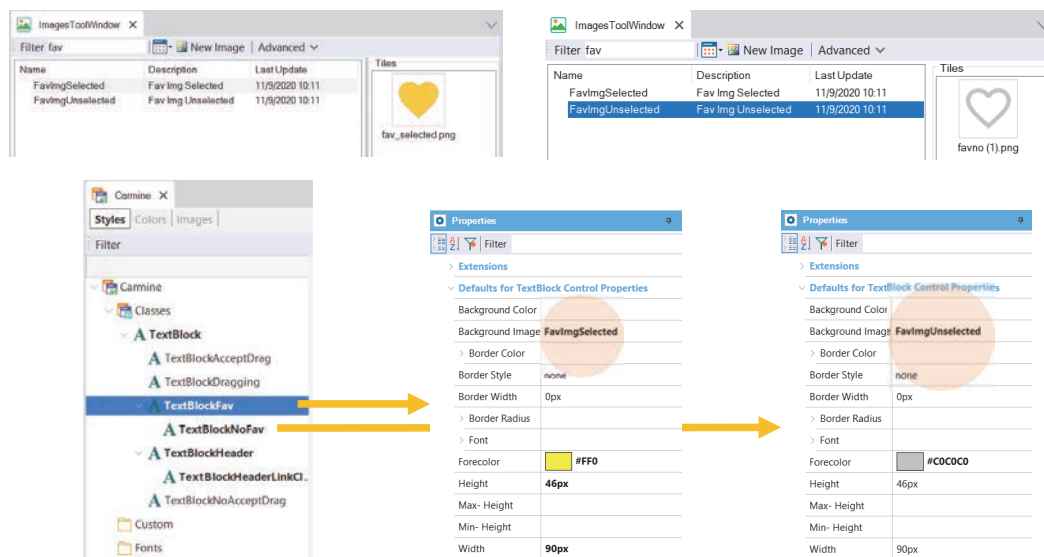 ImagesToolWindow X
Filter fav New Image Advanced
Name Description Last Update Tiles
FavImgSelected Fav Img Selected 11/9/2020 10:11
FavImgUnselected Fav Img Unselected 11/9/2020 10:11
fav_selected.png
ImagesToolWindow X
Filter fav New Image Advanced
Name Description Last Update Tiles
FavImgSelected Fav Img Selected 11/9/2020 10:11
FavImgUnselected Fav Img Unselected 11/9/2020 10:11
favno (1).png
Carmine X
Styles Colors Images
Filter
Carmine
Classes
TextBlock
TextBlockAcceptDrag
TextBlockDragging
TextBlockFav
TextBlockNoFav
TextBlockHeader
TextBlockHeaderLinkCl..
TextBlockNoAcceptDrag
Custom
Fonts
Properties
Filter
Extensions
Defaults for TextBlock Control Properties
Background Color
Background Image FavImgSelected
Border Color
Border Style none
Border Width 0px
Border Radius
Font
Forecolor #FF0
Height 46px
Max- Height
Min- Height
Width 90px
Properties
Filter
Extensions
Defaults for TextBlock Control Properties
Background Color
Background Image FavImgUnselected
Border Color
Border Style none
Border Width 0px
Border Radius
Font
Forecolor #C0C0C0
Height 46px
Max- Height
Min- Height
Width 90px